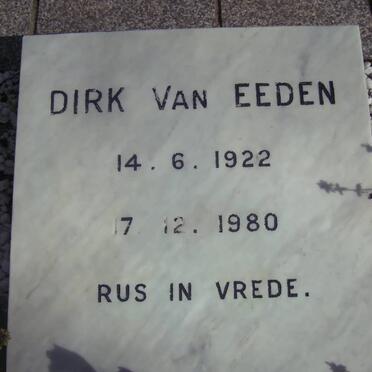 DIRK VAN EEDEN
14.6.1922
17.12.1980
RUS IN VREDE.